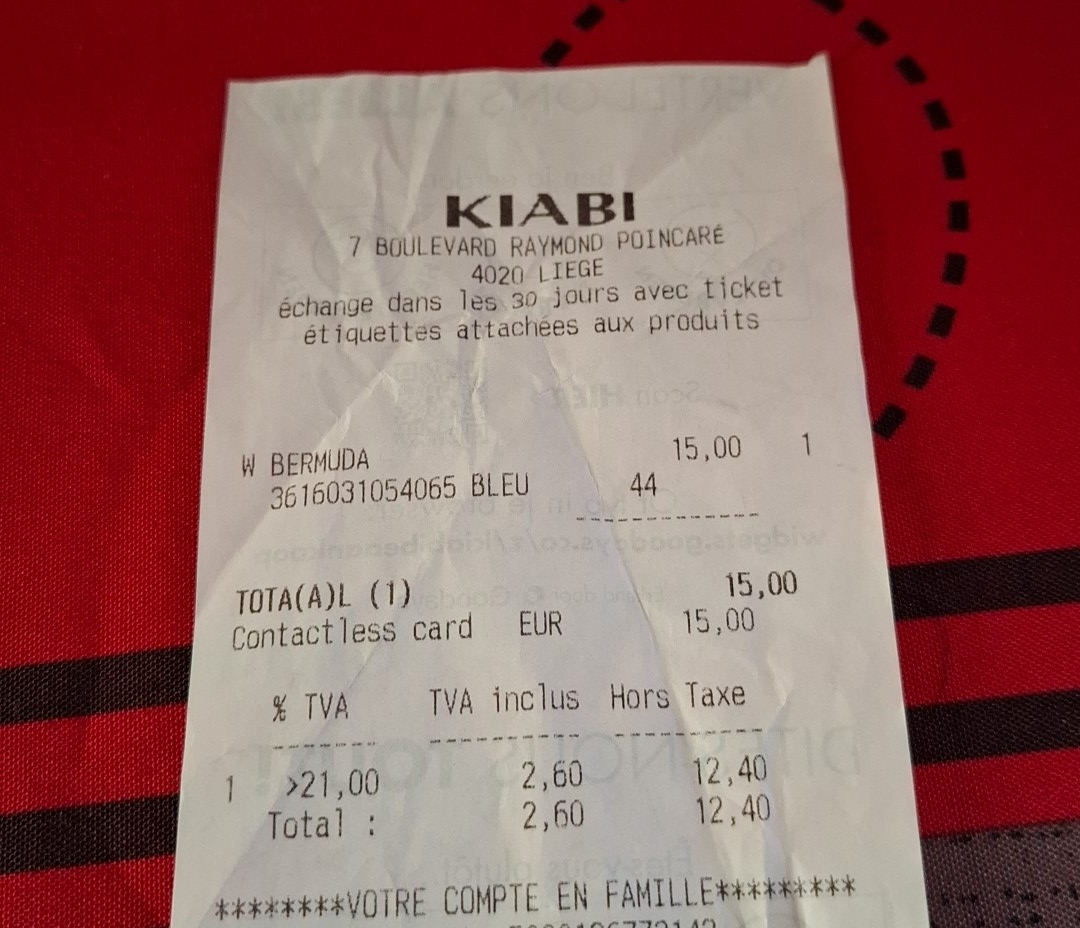 KIABI
7 BOULEVARD RAYMOND POINCARÉ
4020 LIEGE
échange dans les 30 jours avec ticket
étiquettes attachées aux produits
W BERMUDA 15,00 1
3616031054065 BLEU 44
TOTA(A)L (1) 15,00
Contactless card EUR 15,00
% TVA TVA inclus Hors Taxe
1 >21,00 2,60 12,40
Total : 2,60 12,40
********VOTRE COMPTE EN FAMILLE*********